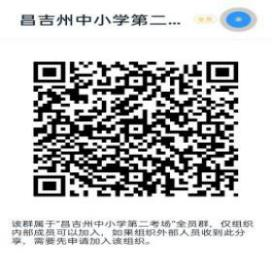 昌吉州中小学第二...
全员
该群属于“昌吉州中小学第二考场”全员群，仅组织
内部成员可以加入，如果组织外部人员收到此分
享，需要先申请加入该组织。